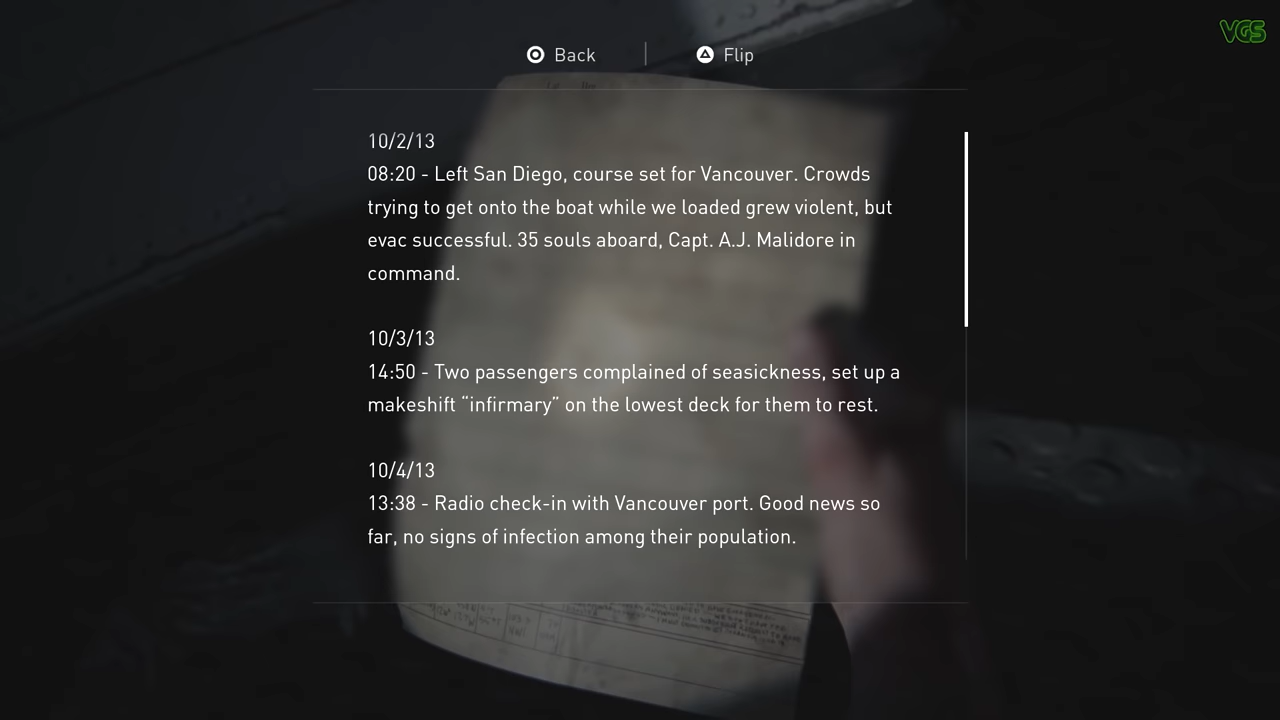 VGS
Back | Flip
10/2/13
08:20 - Left San Diego, course set for Vancouver. Crowds
trying to get onto the boat while we loaded grew violent, but
evac successful. 35 souls aboard, Capt. A.J. Malidore in
command.
10/3/13
14:50 - Two passengers complained of seasickness, set up a
makeshift “infirmary” on the lowest deck for them to rest.
10/4/13
13:38 - Radio check-in with Vancouver port. Good news so
far, no signs of infection among their population.